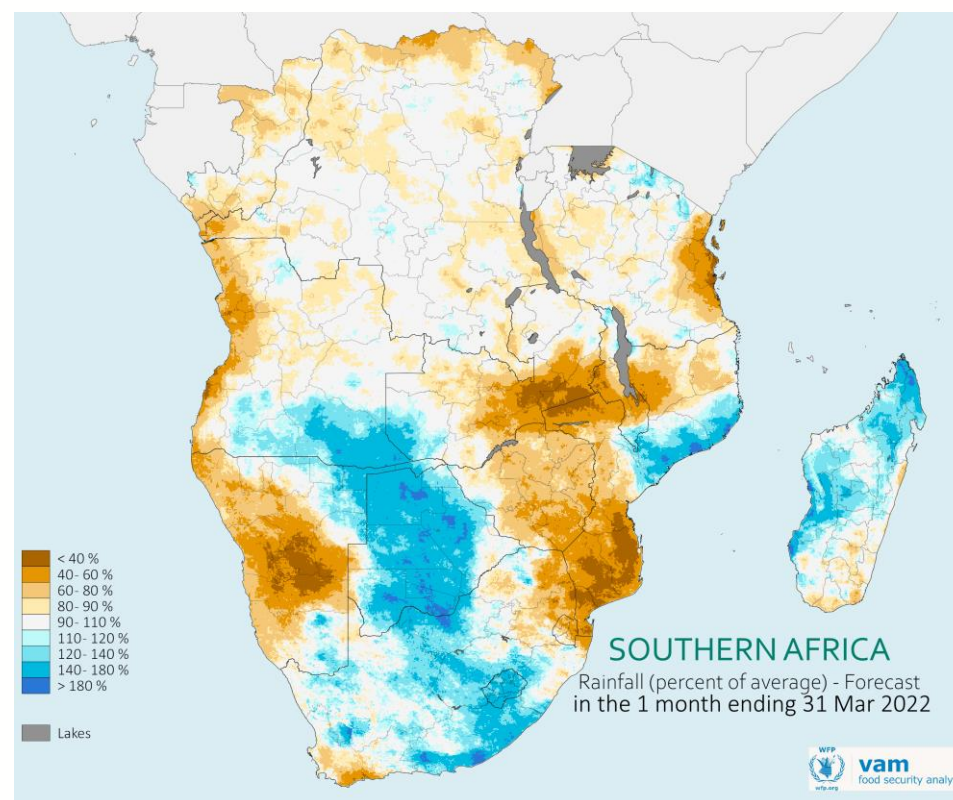 < 40 %
40- 60 %
60 - 80 %
80 - 90 %
90- 110 %
110 - 120 %
120 - 140 %
140 - 180 %
> 180 %
Lakes
SOUTHERN AFRICA
Rainfall (percent of average) - Forecast
in the 1 month ending 31 Mar 2022
WFP
wfp.org
vam
food security analy